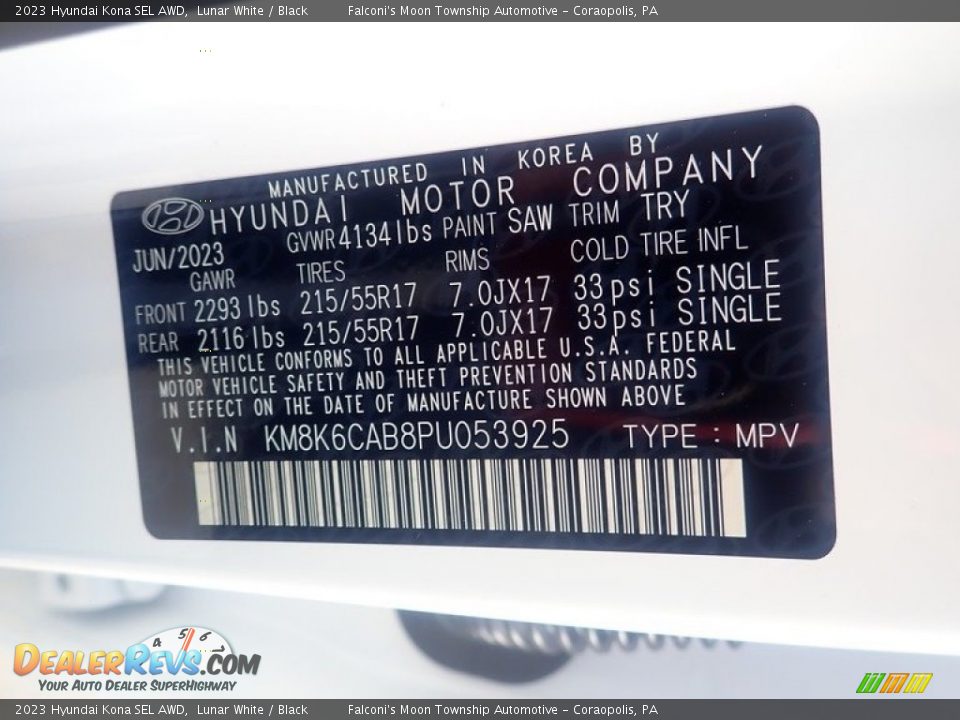 2023 Hyundai Kona SEL AWD,  Lunar White / Black          Falconi's Moon Township Automotive – Coraopolis, PA
MANUFACTURED IN KOREA BY
HYUNDAI MOTOR COMPANY
JUN/2023 GVWR 4134 lbs PAINT SAW TRIM TRY
GAWR TIRES RIMS COLD TIRE INFL
FRONT 2293 lbs 215/55R17 7.0JX17 33psi SINGLE
REAR 2116 lbs 215/55R17 7.0JX17 33psi SINGLE
THIS VEHICLE CONFORMS TO ALL APPLICABLE U.S.A. FEDERAL
MOTOR VEHICLE SAFETY AND THEFT PREVENTION STANDARDS
IN EFFECT ON THE DATE OF MANUFACTURE SHOWN ABOVE
V.I.N KM8K6CAB8PU053925 TYPE : MPV
4 5 6
DEALERREVS.COM
YOUR AUTO DEALER SUPERHIGHWAY
2023 Hyundai Kona SEL AWD,  Lunar White / Black          Falconi's Moon Township Automotive – Coraopolis, PA